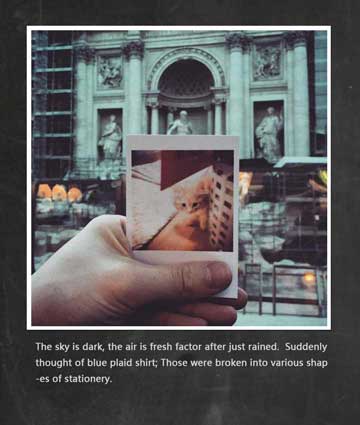 The sky is dark, the air is fresh factor after just rained.  Suddenly
thought of blue plaid shirt; Those were broken into various shap
-es of stationery.